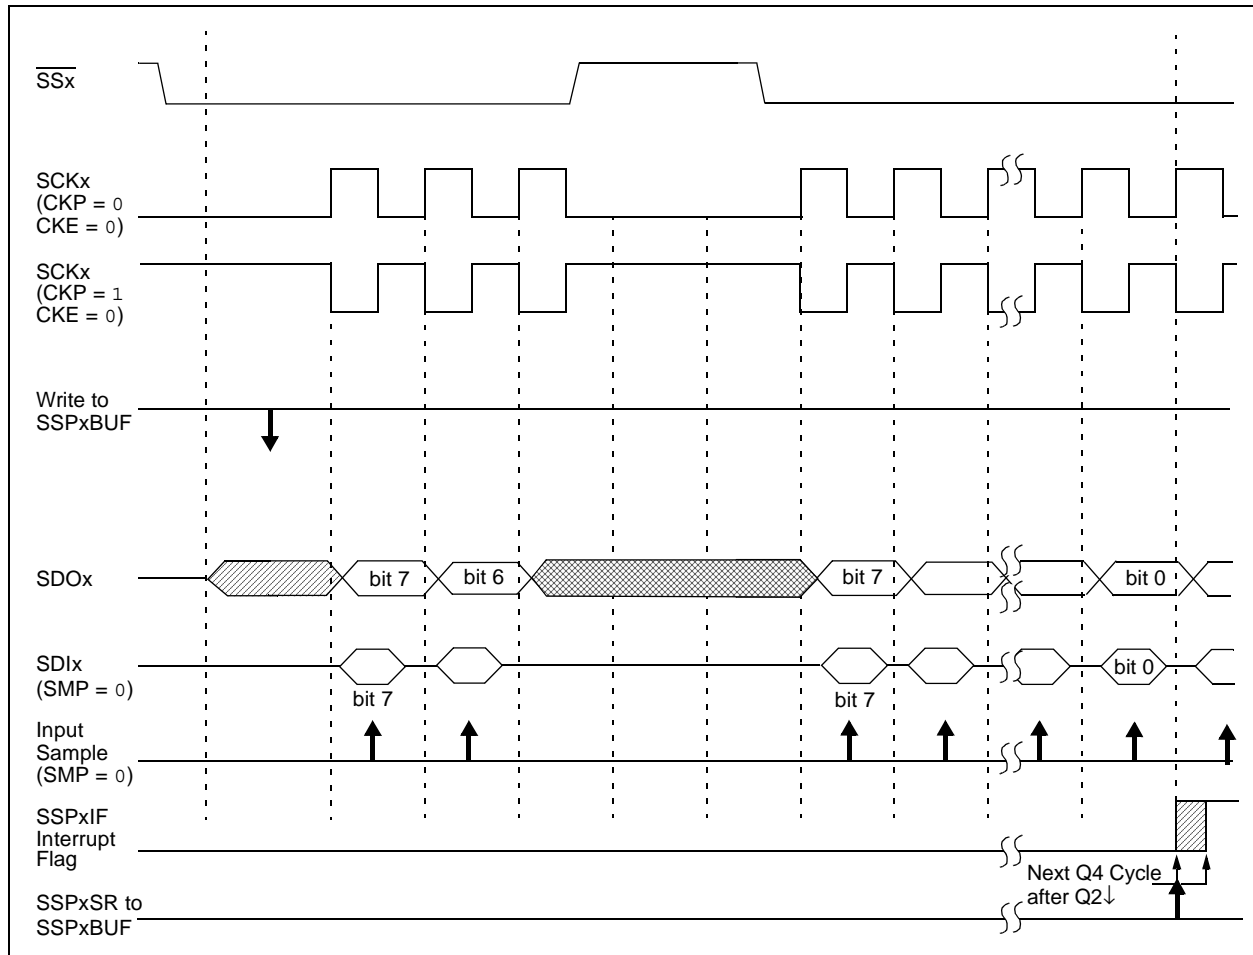 SSx
SCKx
(CKP = 0
CKE = 0)
SCKx
(CKP = 1
CKE = 0)
Write to
SSPxBUF
SDOx
bit 7
bit 6
bit 7
bit 0
SDIx
(SMP = 0)
bit 7
bit 7
bit 0
Input
Sample
(SMP = 0)
SSPxIF
Interrupt
Flag
Next Q4 Cycle
after Q2↓
SSPxSR to
SSPxBUF